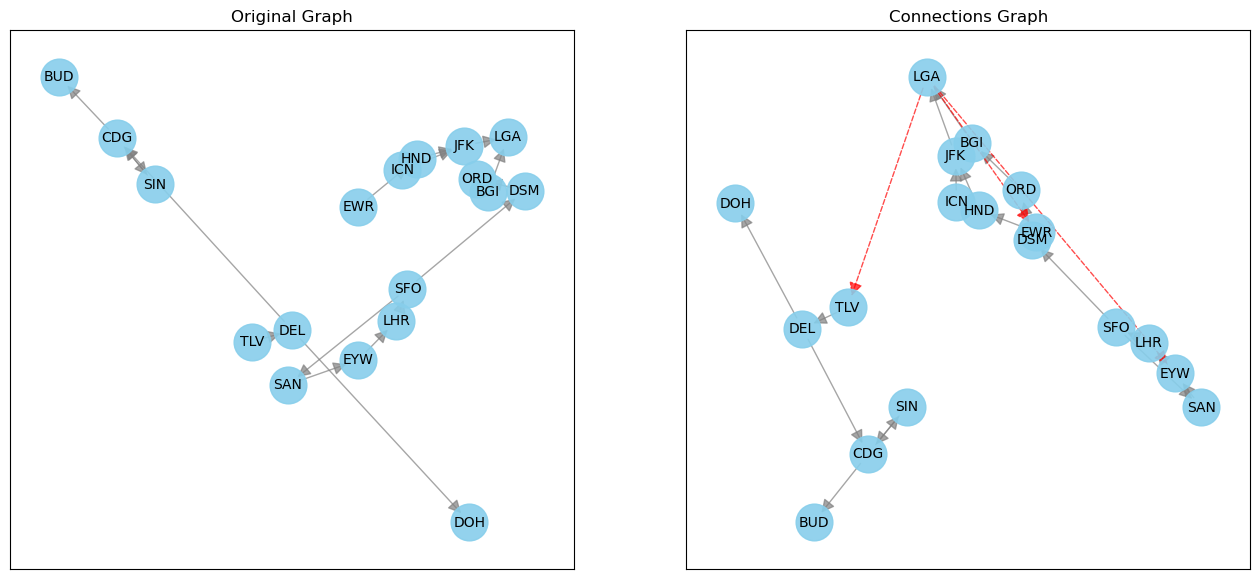 Original Graph
BUD
CDG
SIN
LGA
JFK
HND
ICN
ORD
BGI
DSM
EWR
SFO
LHR
DEL
TLV
EYW
SAN
DOH
Connections Graph
LGA
BGI
JFK
ORD
ICN
DOH
HND
EWR
DSM
TLV
DEL
SFO
LHR
EYW
SIN
SAN
CDG
BUD